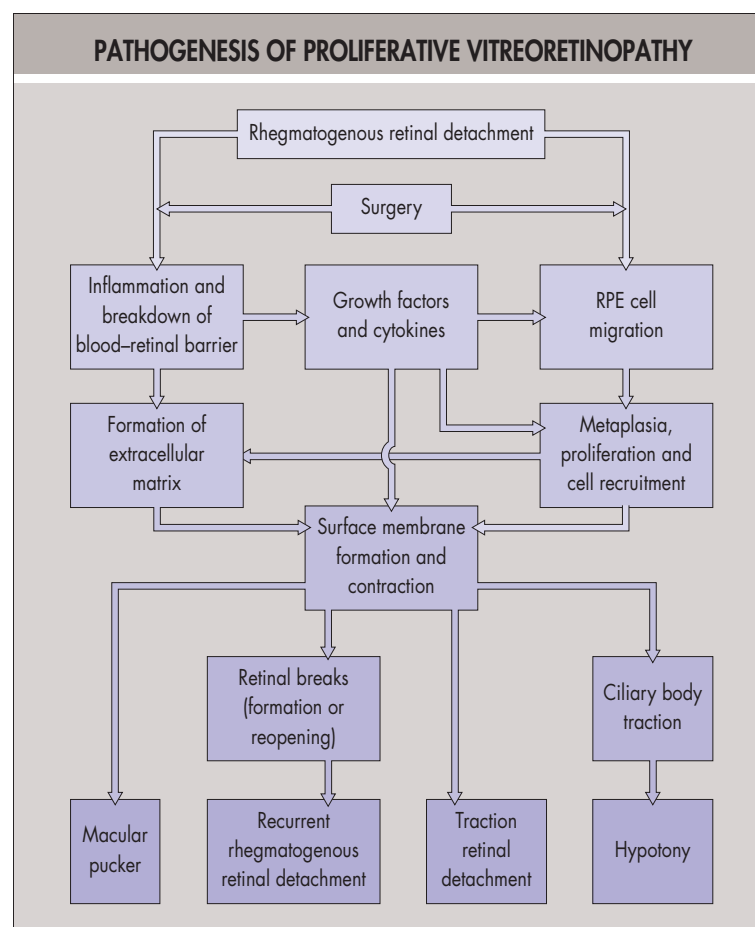 PATHOGENESIS OF PROLIFERATIVE VITREORETINOPATHY
Rhegmatogenous retinal detachment
Surgery
Inflammation and
breakdown of
blood–retinal barrier
Growth factors
and cytokines
RPE cell
migration
Formation of
extracellular
matrix
Metaplasia,
proliferation and
cell recruitment
Surface membrane
formation and
contraction
Retinal breaks
(formation or
reopening)
Ciliary body
traction
Macular
pucker
Recurrent
rhegmatogenous
retinal detachment
Traction
retinal
detachment
Hypotony